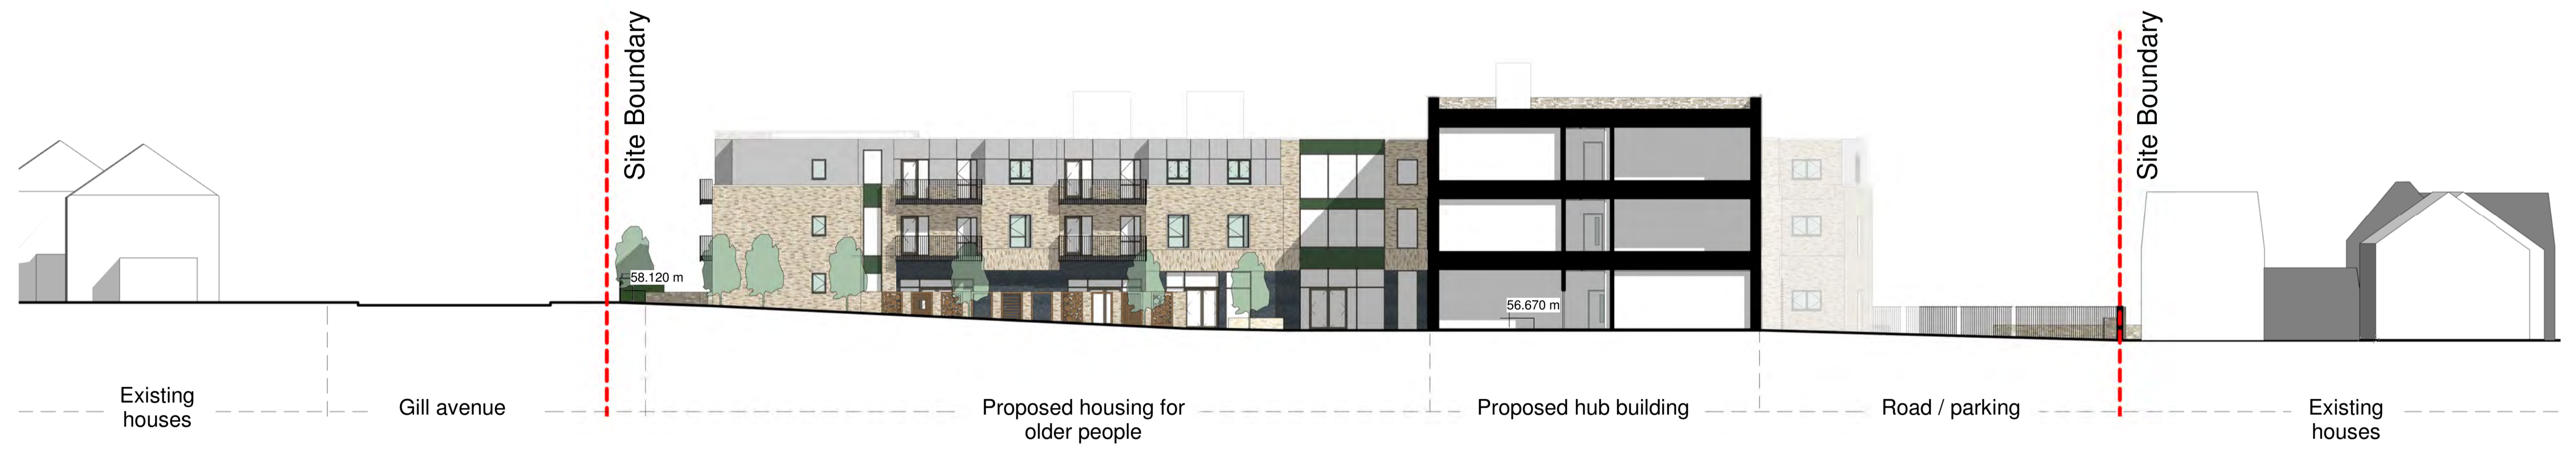 Site Boundary
Site Boundary
58.120 m
56.670 m
Existing
houses
Gill avenue
Proposed housing for
older people
Proposed hub building
Road / parking
Existing
houses